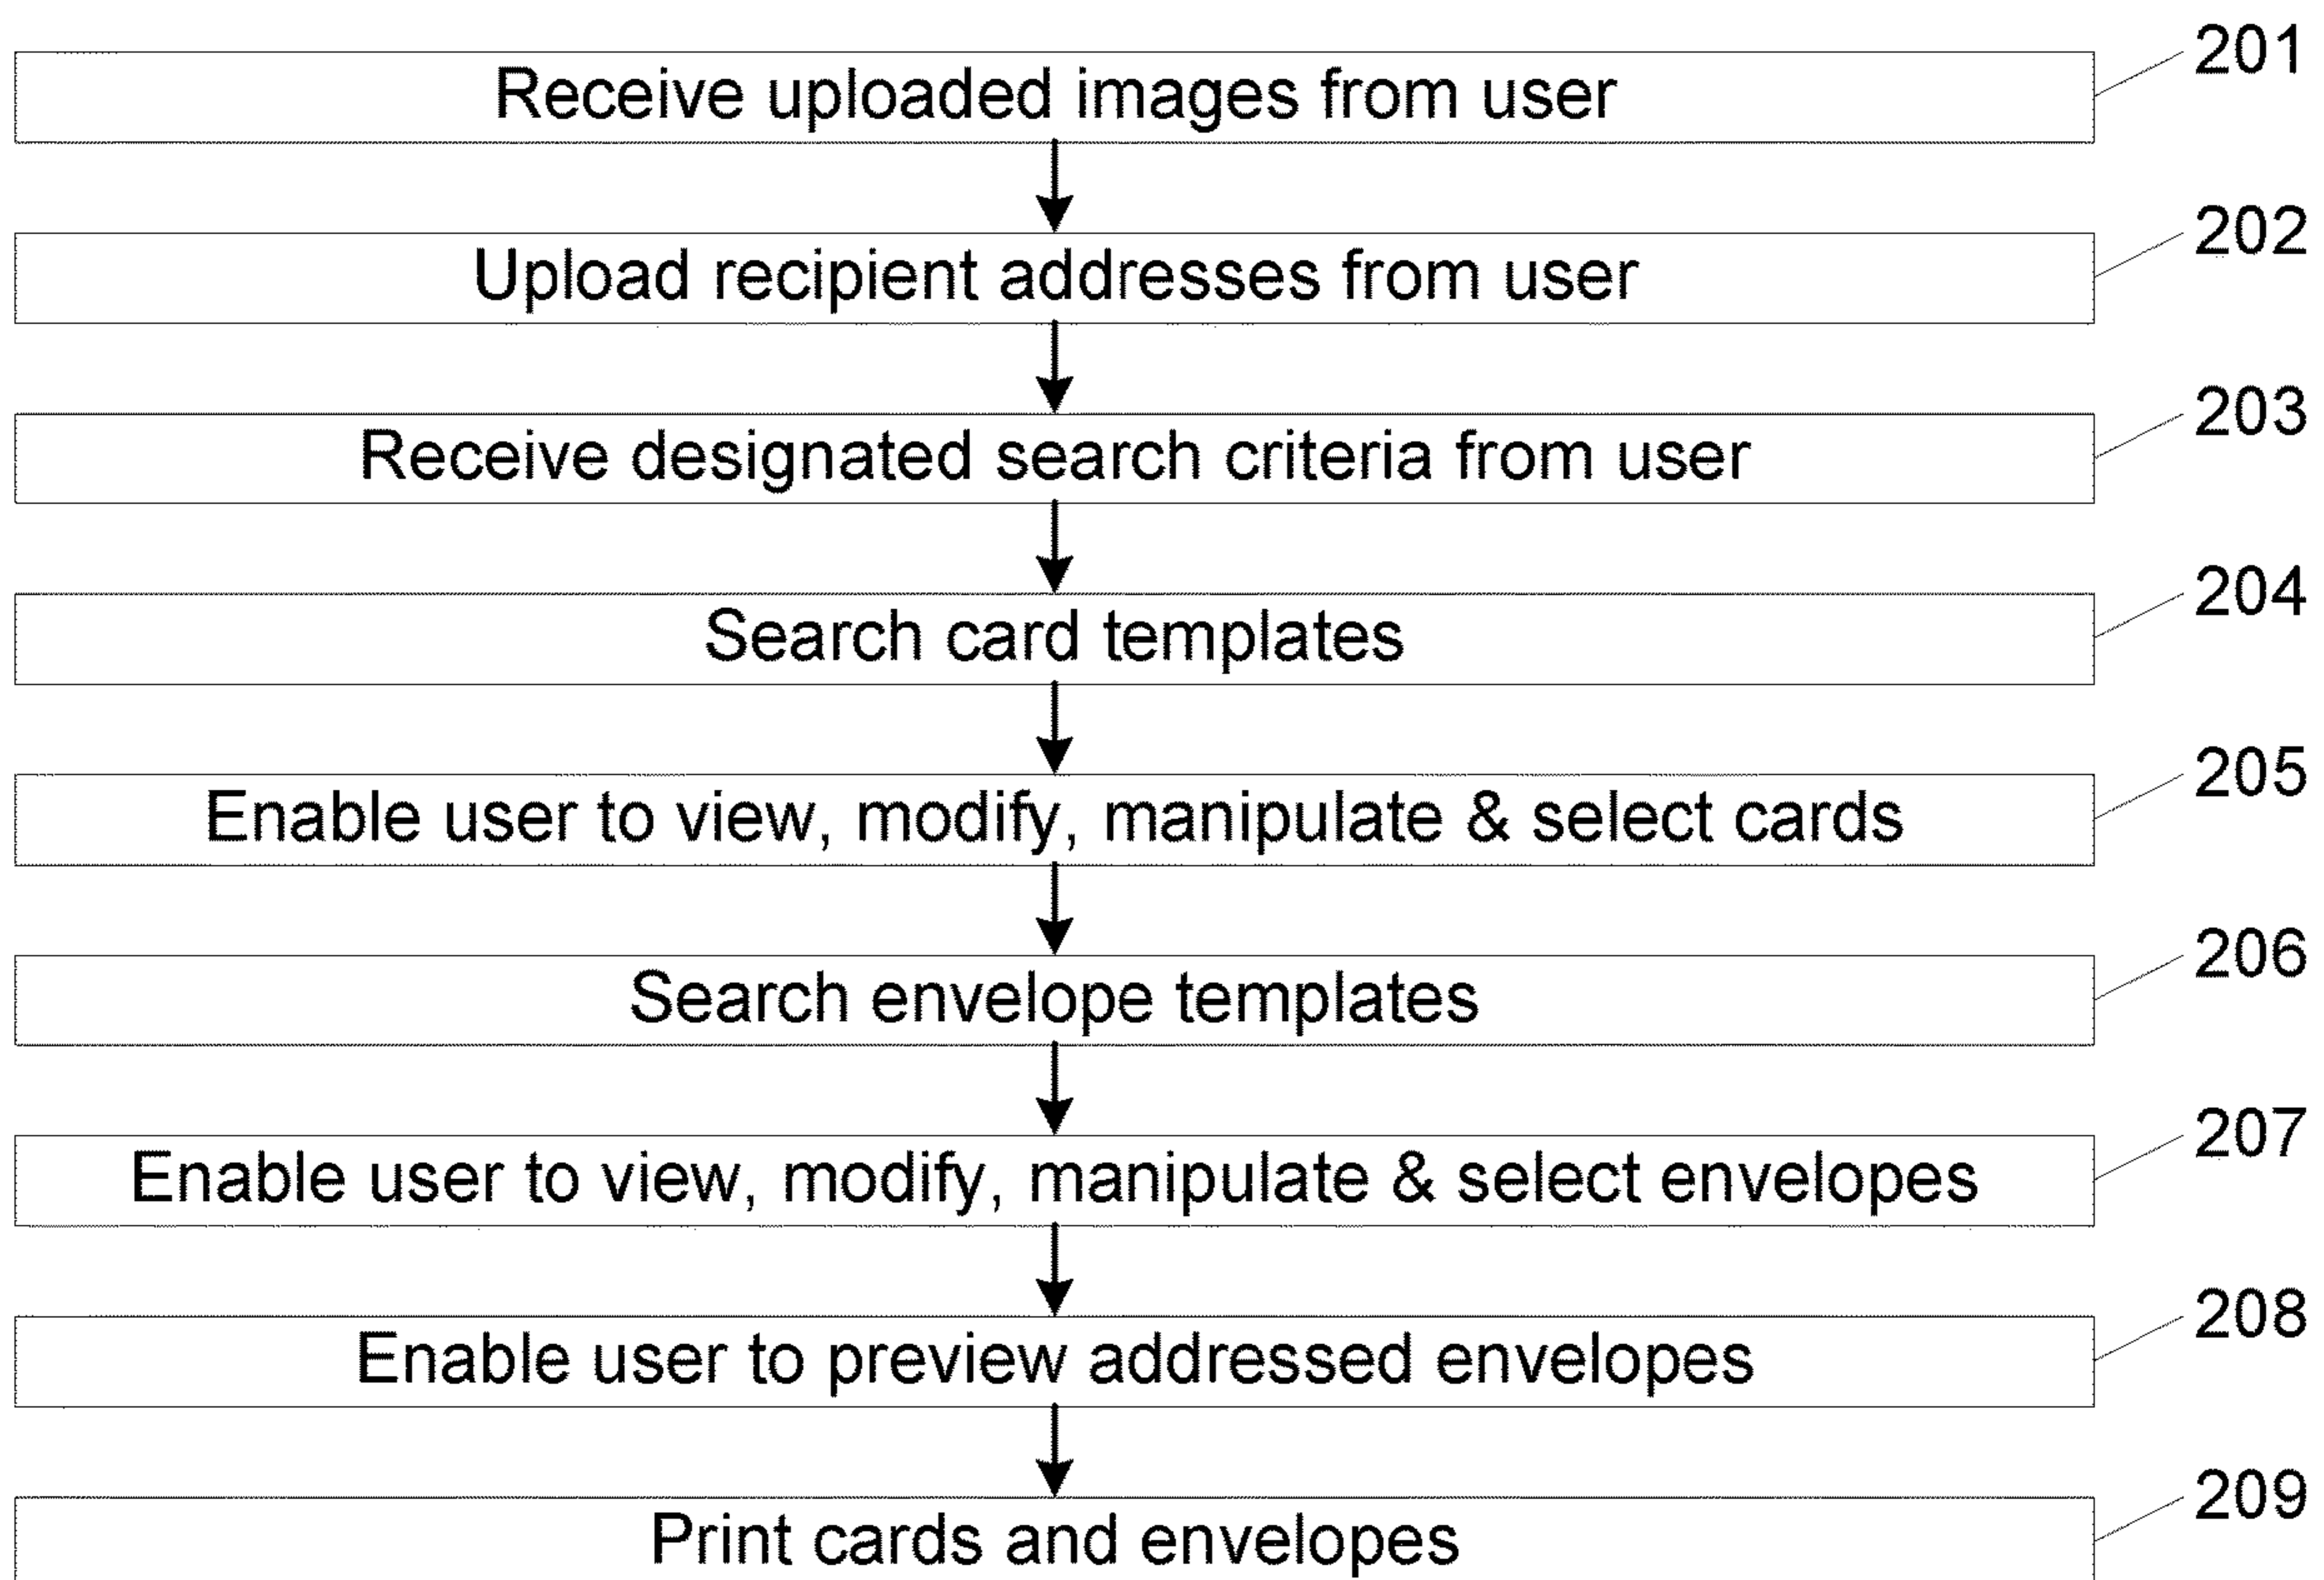 Receive uploaded images from user 201
Upload recipient addresses from user 202
Receive designated search criteria from user 203
Search card templates 204
Enable user to view, modify, manipulate & select cards 205
Search envelope templates 206
Enable user to view, modify, manipulate & select envelopes 207
Enable user to preview addressed envelopes 208
Print cards and envelopes 209